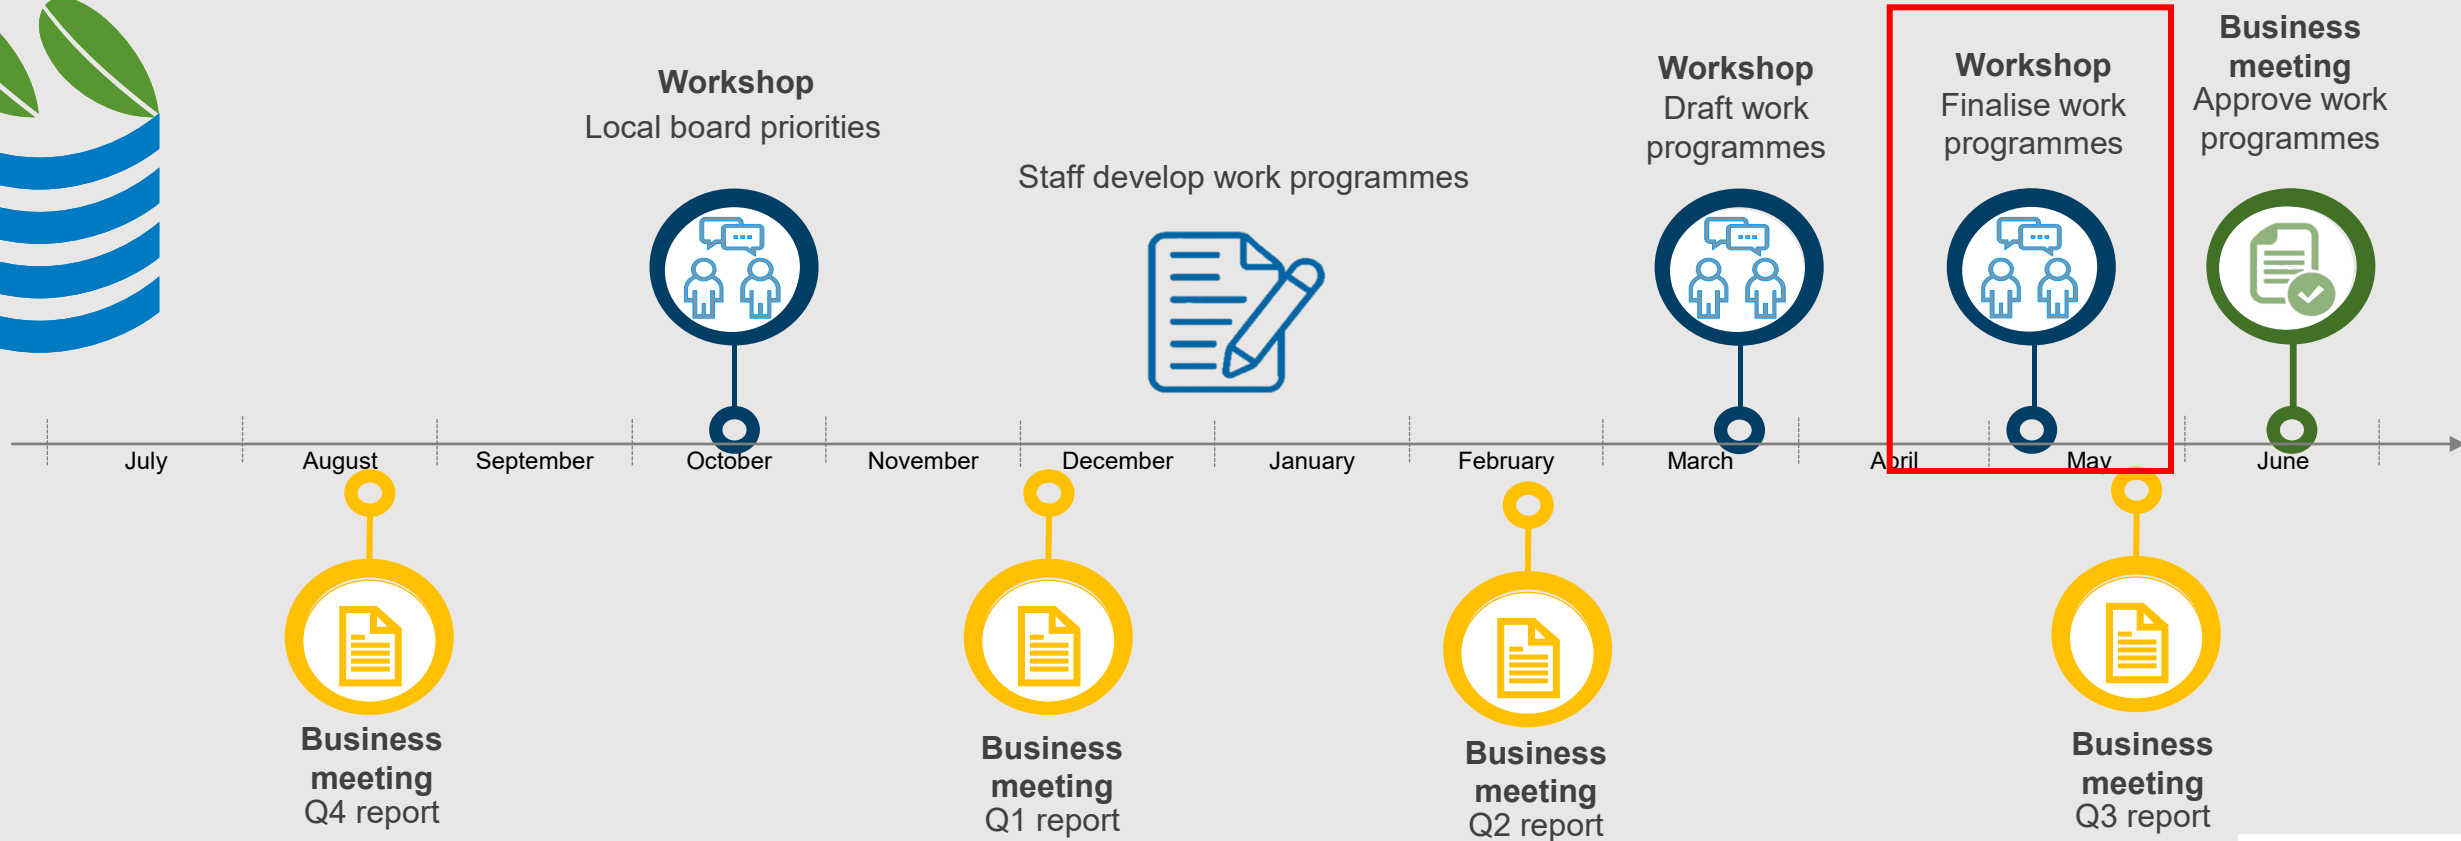 Workshop
Local board priorities
Staff develop work programmes
Workshop
Draft work
programmes
Workshop
Finalise work
programmes
Business
meeting
Approve work
programmes
July
August
September
October
November
December
January
February
March
April
May
June
Business
meeting
Q4 report
Business
meeting
Q1 report
Business
meeting
Q2 report
Business
meeting
Q3 report